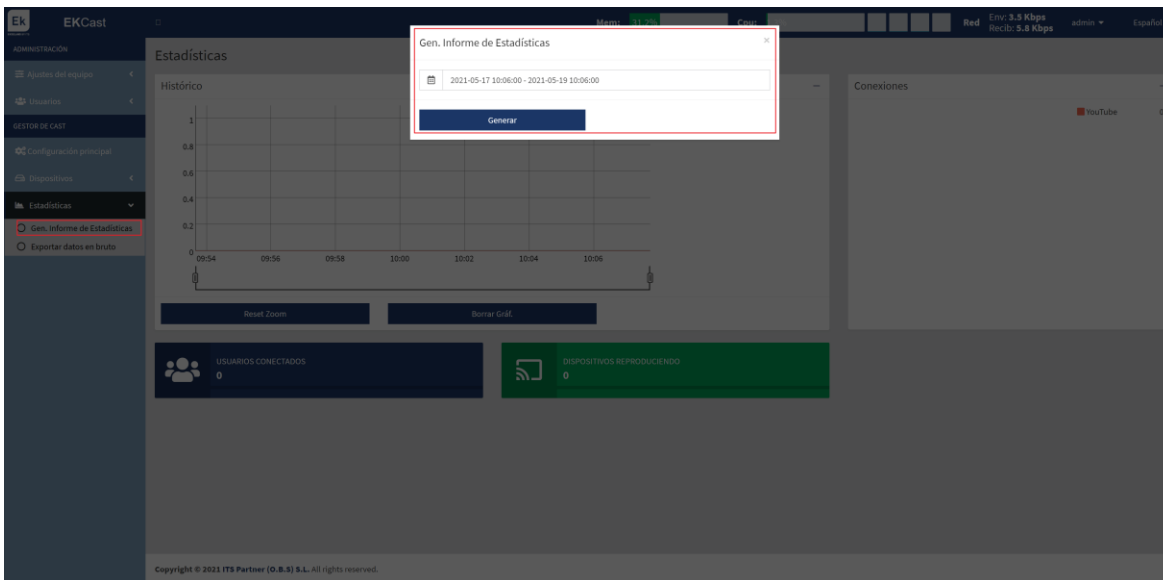 Ek
EKCast
Mem: 31.2%
Cpu:
Red
Env: 3.5 Kbps
Recib: 5.8 Kbps
admin
Español
ADMINISTRACIÓN
Ajustes del equipo
Usuarios
GESTOR DE CAST
Configuración principal
Dispositivos
Estadísticas
Gen. Informe de Estadísticas
Exportar datos en bruto
Estadísticas
Gen. Informe de Estadísticas
×
2021-05-17 10:06:00 - 2021-05-19 10:06:00
Generar
Histórico
1
0.8
0.6
0.4
0.2
0
09:54
09:56
09:58
10:00
10:02
10:04
10:06
Reset Zoom
Borrar Gráf.
Conexiones
YouTube
USUARIOS CONECTADOS
0
DISPOSITIVOS REPRODUCIENDO
0
Copyright © 2021 ITS Partner (O.B.S) S.L. All rights reserved.